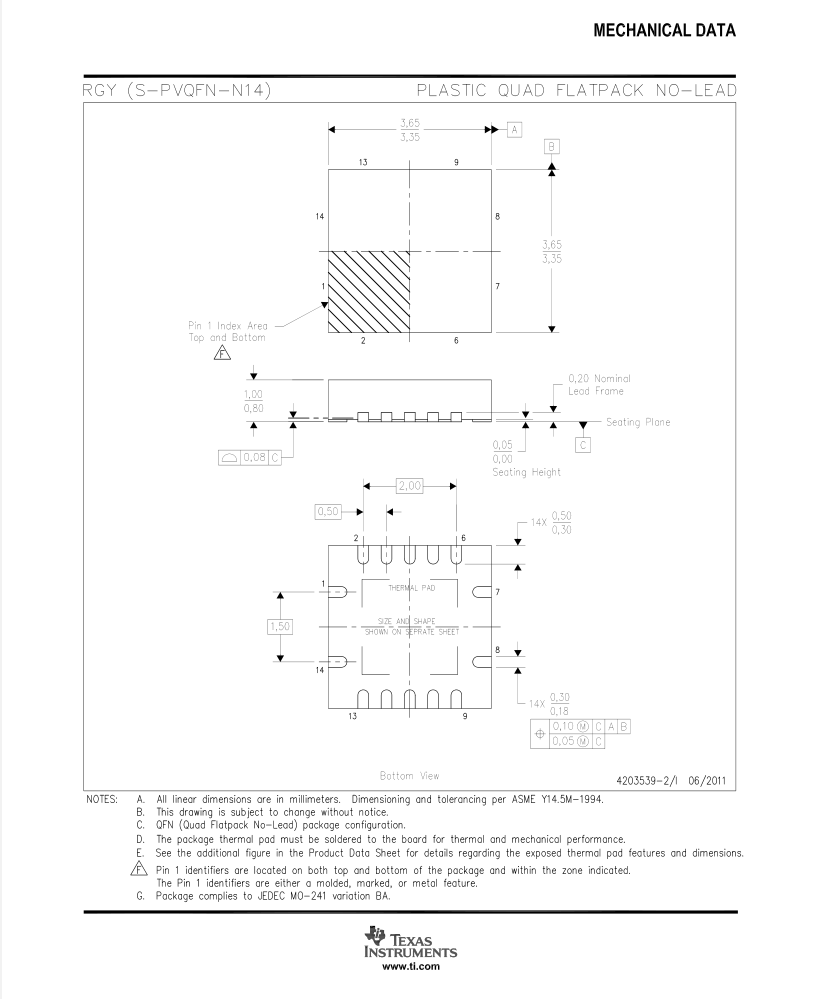 MECHANICAL DATA
RGY (S-PVQFN-N14) PLASTIC QUAD FLATPACK NO-LEAD
3,65
3,35
A
B
13 9
14 8
3,65
3,35
1 7
Pin 1 Index Area
Top and Bottom
F
2 6
0,20 Nominal
Lead Frame
1,00
0,80
Seating Plane
C
0,08 C
0,05
0,00
Seating Height
2,00
0,50
14X 0,50
0,30
2 6
1 7
THERMAL PAD
SIZE AND SHAPE
SHOWN ON SEPRATE SHEET
1,50
14 8
14X 0,30
0,18
0,10 M C A B
0,05 M C
13 9
Bottom View
4203539-2/I 06/2011
NOTES: A. All linear dimensions are in millimeters. Dimensioning and tolerancing per ASME Y14.5M-1994.
B. This drawing is subject to change without notice.
C. QFN (Quad Flatpack No-Lead) package configuration.
D. The package thermal pad must be soldered to the board for thermal and mechanical performance.
E. See the additional figure in the Product Data Sheet for details regarding the exposed thermal pad features and dimensions.
F Pin 1 identifiers are located on both top and bottom of the package and within the zone indicated.
The Pin 1 identifiers are either a molded, marked, or metal feature.
G. Package complies to JEDEC MO-241 variation BA.
TEXAS
INSTRUMENTS
www.ti.com